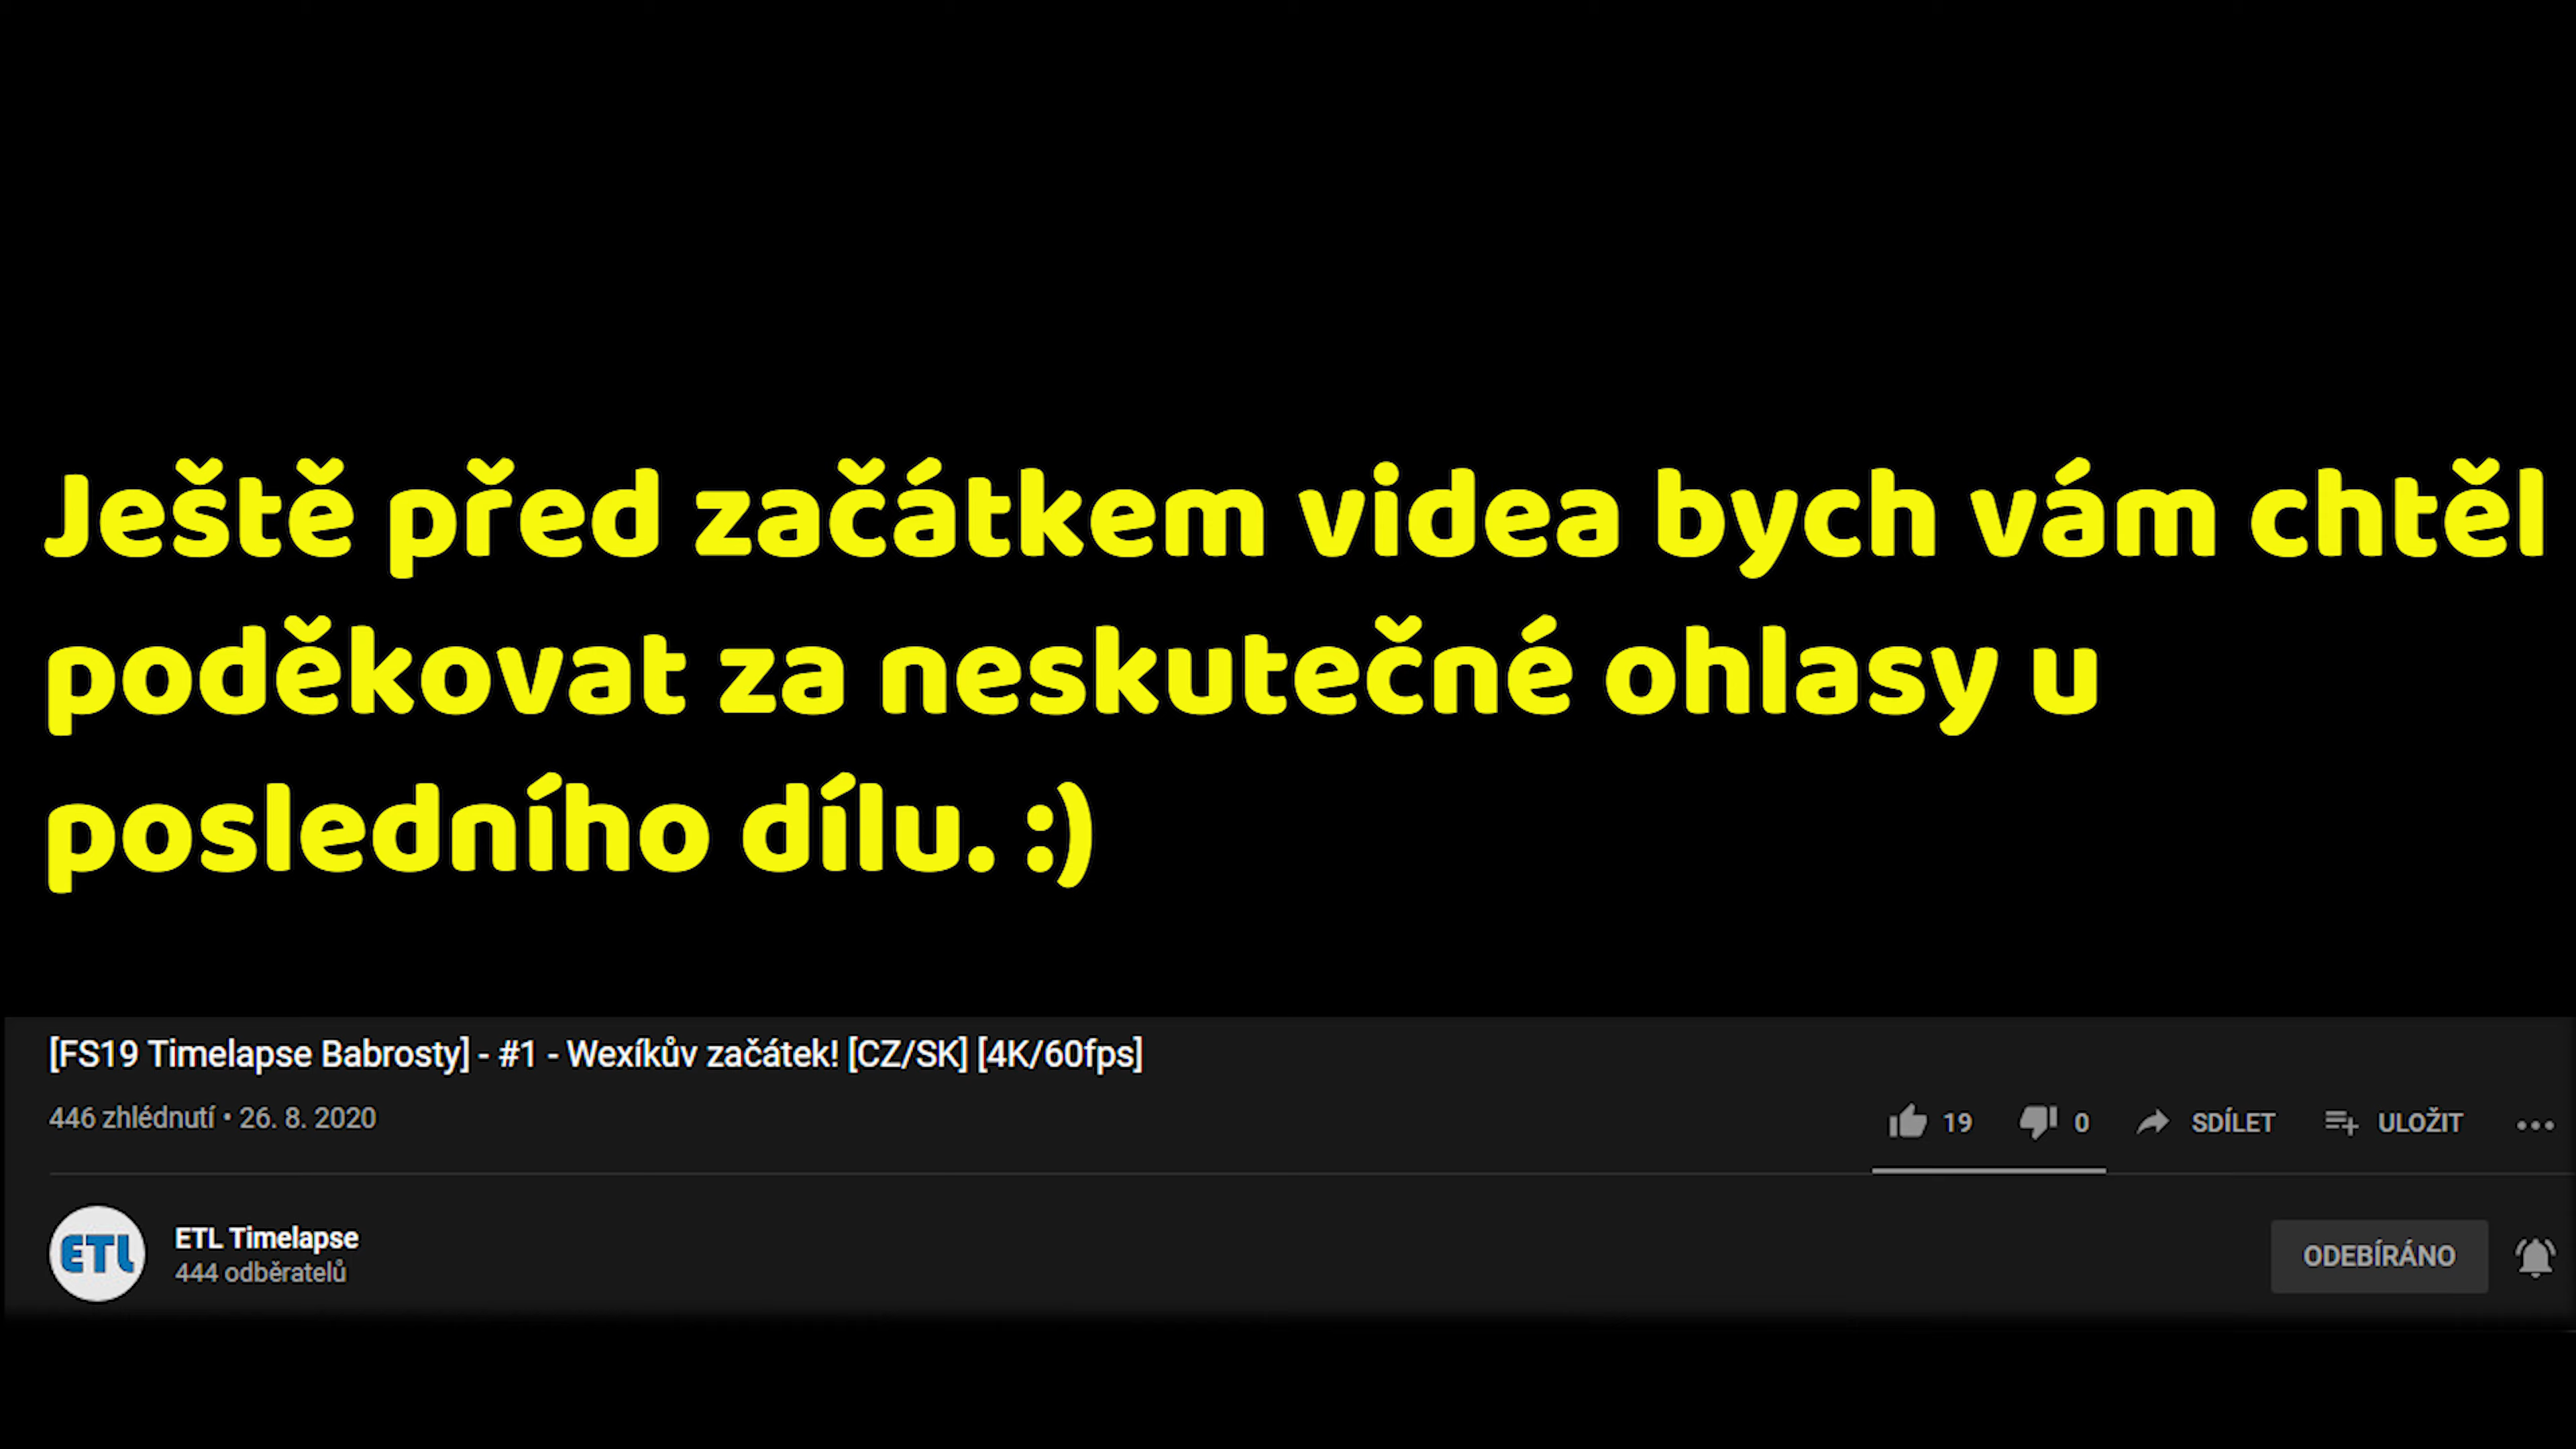 Ještě před začátkem videa bych vám chtěl
poděkovat za neskutečné ohlasy u
posledního dílu. :)
[FS19 Timelapse Babrosty] - #1 - Wexíkův začátek! [CZ/SK] [4K/60fps]
446 zhlédnutí • 26. 8. 2020
19 0 SDÍLET ULOŽIT
ETL
ETL Timelapse
444 odběratelů
ODEBÍRÁNO